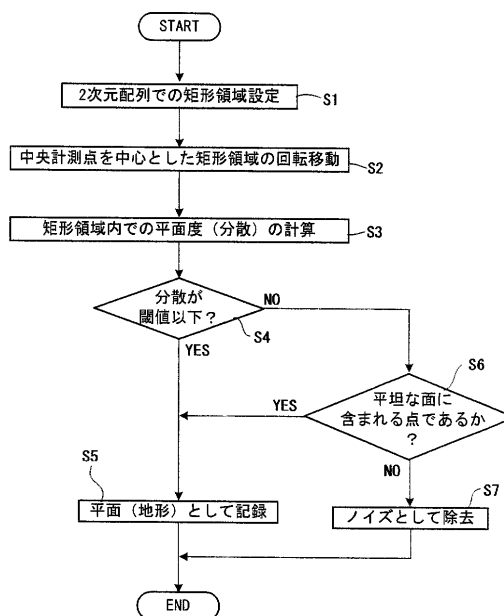 START
2次元配列での矩形領域設定
S1
中央計測点を中心とした矩形領域の回転移動
S2
矩形領域内での平面度（分散）の計算
S3
分散が
閾値以下？
NO
S4
YES
S6
平坦な面に
含まれる点であるか
？
YES
NO
S5
平面（地形）として記録
S7
ノイズとして除去
END